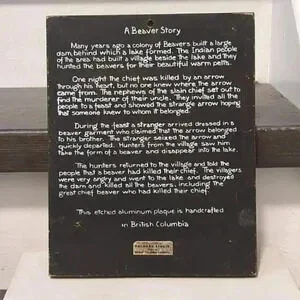 A Beaver Story
Many years ago a colony of Beavers built a large
dam behind which a lake formed. The Indian people
of the area had built a village beside the lake and they
hunted the beavers for their beautiful warm pelts.
One night the chief was killed by an arrow
through his heart, but no one knew where the arrow
came from. The nephews of the slain chief set out to
find the murderer of their uncle. They invited all the
people to a feast and showed the strange arrow hoping
that someone knew to whom it belonged.
During the feast a stranger arrived dressed in a
beaver garment who claimed that the arrow belonged
to his brother. The stranger seized the arrow and
quickly departed. Hunters from the village saw him
take the form of a beaver and disappear into the lake.
The hunters returned to the village and told the
people that a beaver had killed their chief. The villagers
were very angry and went to the lake and destroyed
the dam and killed all the beavers, including the
great chief beaver who had killed their chief.
This etched aluminum plaque is handcrafted
in British Columbia